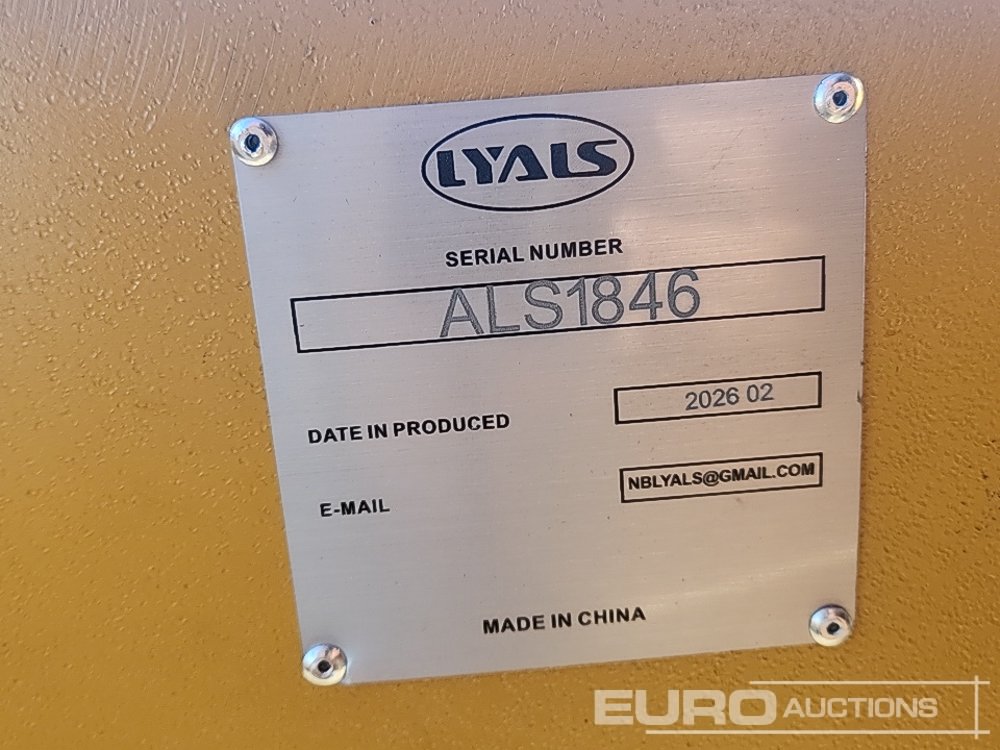 LYALS
SERIAL NUMBER
ALS1846
DATE IN PRODUCED
2026 02
E-MAIL
NBLYALS@GMAIL.COM
MADE IN CHINA
EURO AUCTIONS